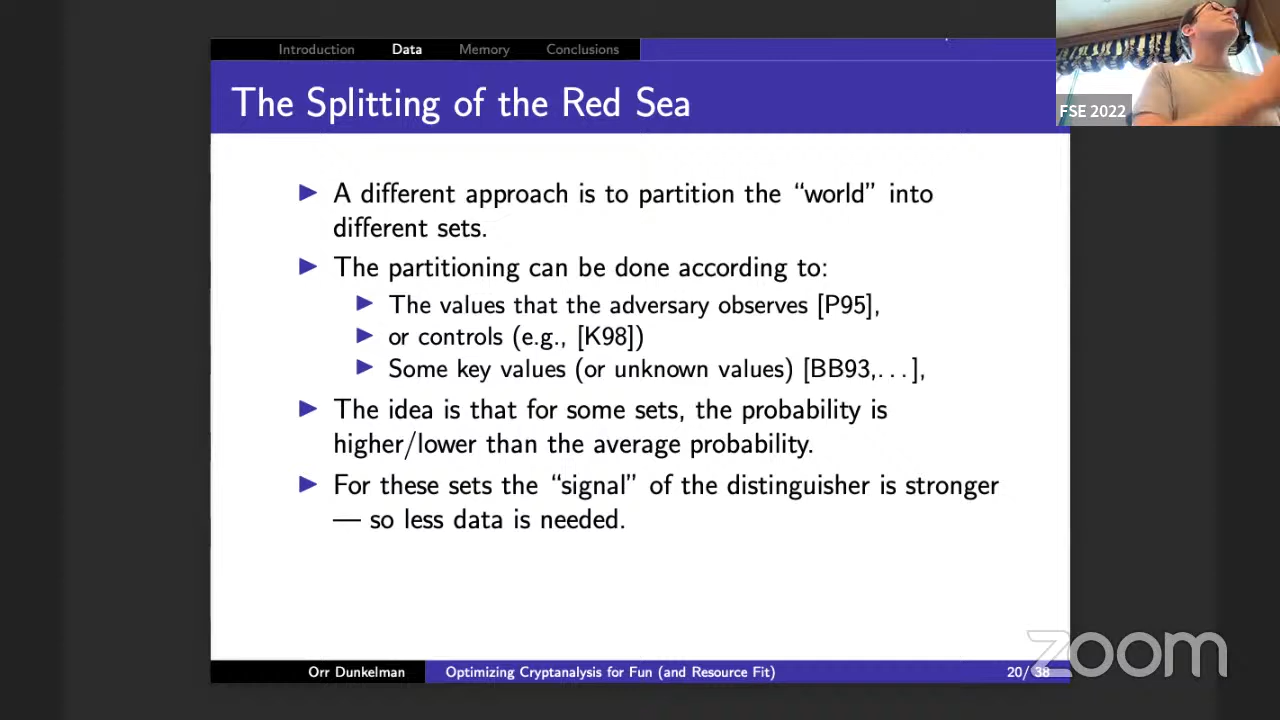 Introduction Data Memory Conclusions
The Splitting of the Red Sea
FSE 2022
A different approach is to partition the “world” into
different sets.
The partitioning can be done according to:
The values that the adversary observes [P95],
or controls (e.g., [K98])
Some key values (or unknown values) [BB93,. . . ],
The idea is that for some sets, the probability is
higher/lower than the average probability.
For these sets the “signal” of the distinguisher is stronger
— so less data is needed.
Orr Dunkelman Optimizing Cryptanalysis for Fun (and Resource Fit) 20/ 38
zoom